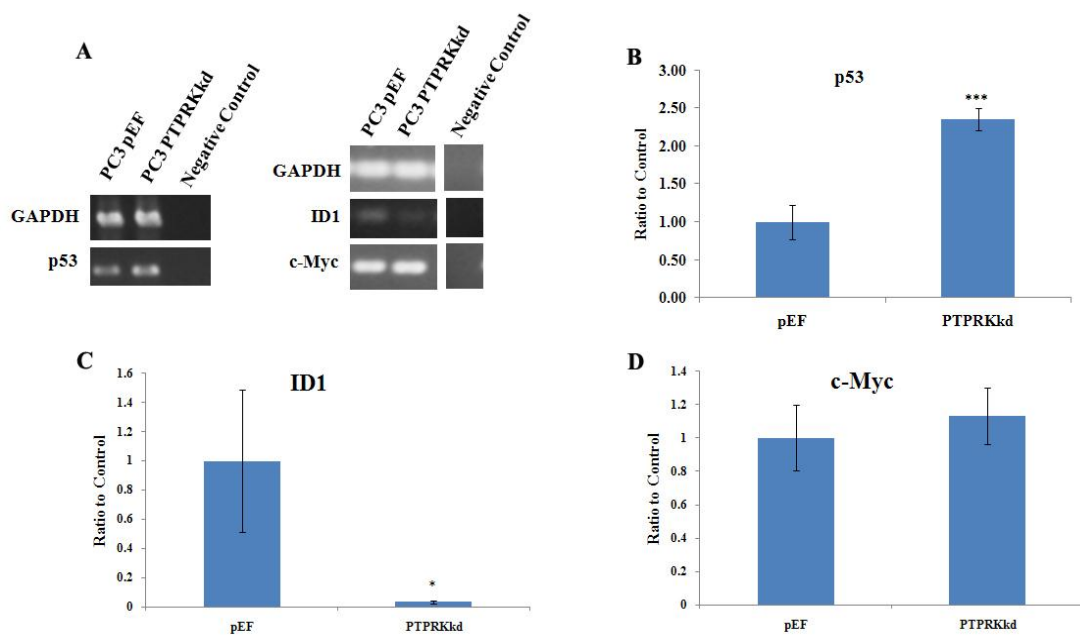 A
PC3 pEF
PC3 PTPRKkd
Negative Control
GAPDH
p53
PC3 pEF
PC3 PTPRKkd
Negative Control
GAPDH
ID1
c-Myc
B
p53
Ratio to Control
3.00
2.50
2.00
1.50
1.00
0.50
0.00
***
pEF
PTPRKkd
C
ID1
Ratio to Control
1.6
1.4
1.2
1
0.8
0.6
0.4
0.2
0
*
pEF
PTPRKkd
D
c-Myc
Ratio to Control
1.4
1.2
1
0.8
0.6
0.4
0.2
0
pEF
PTPRKkd